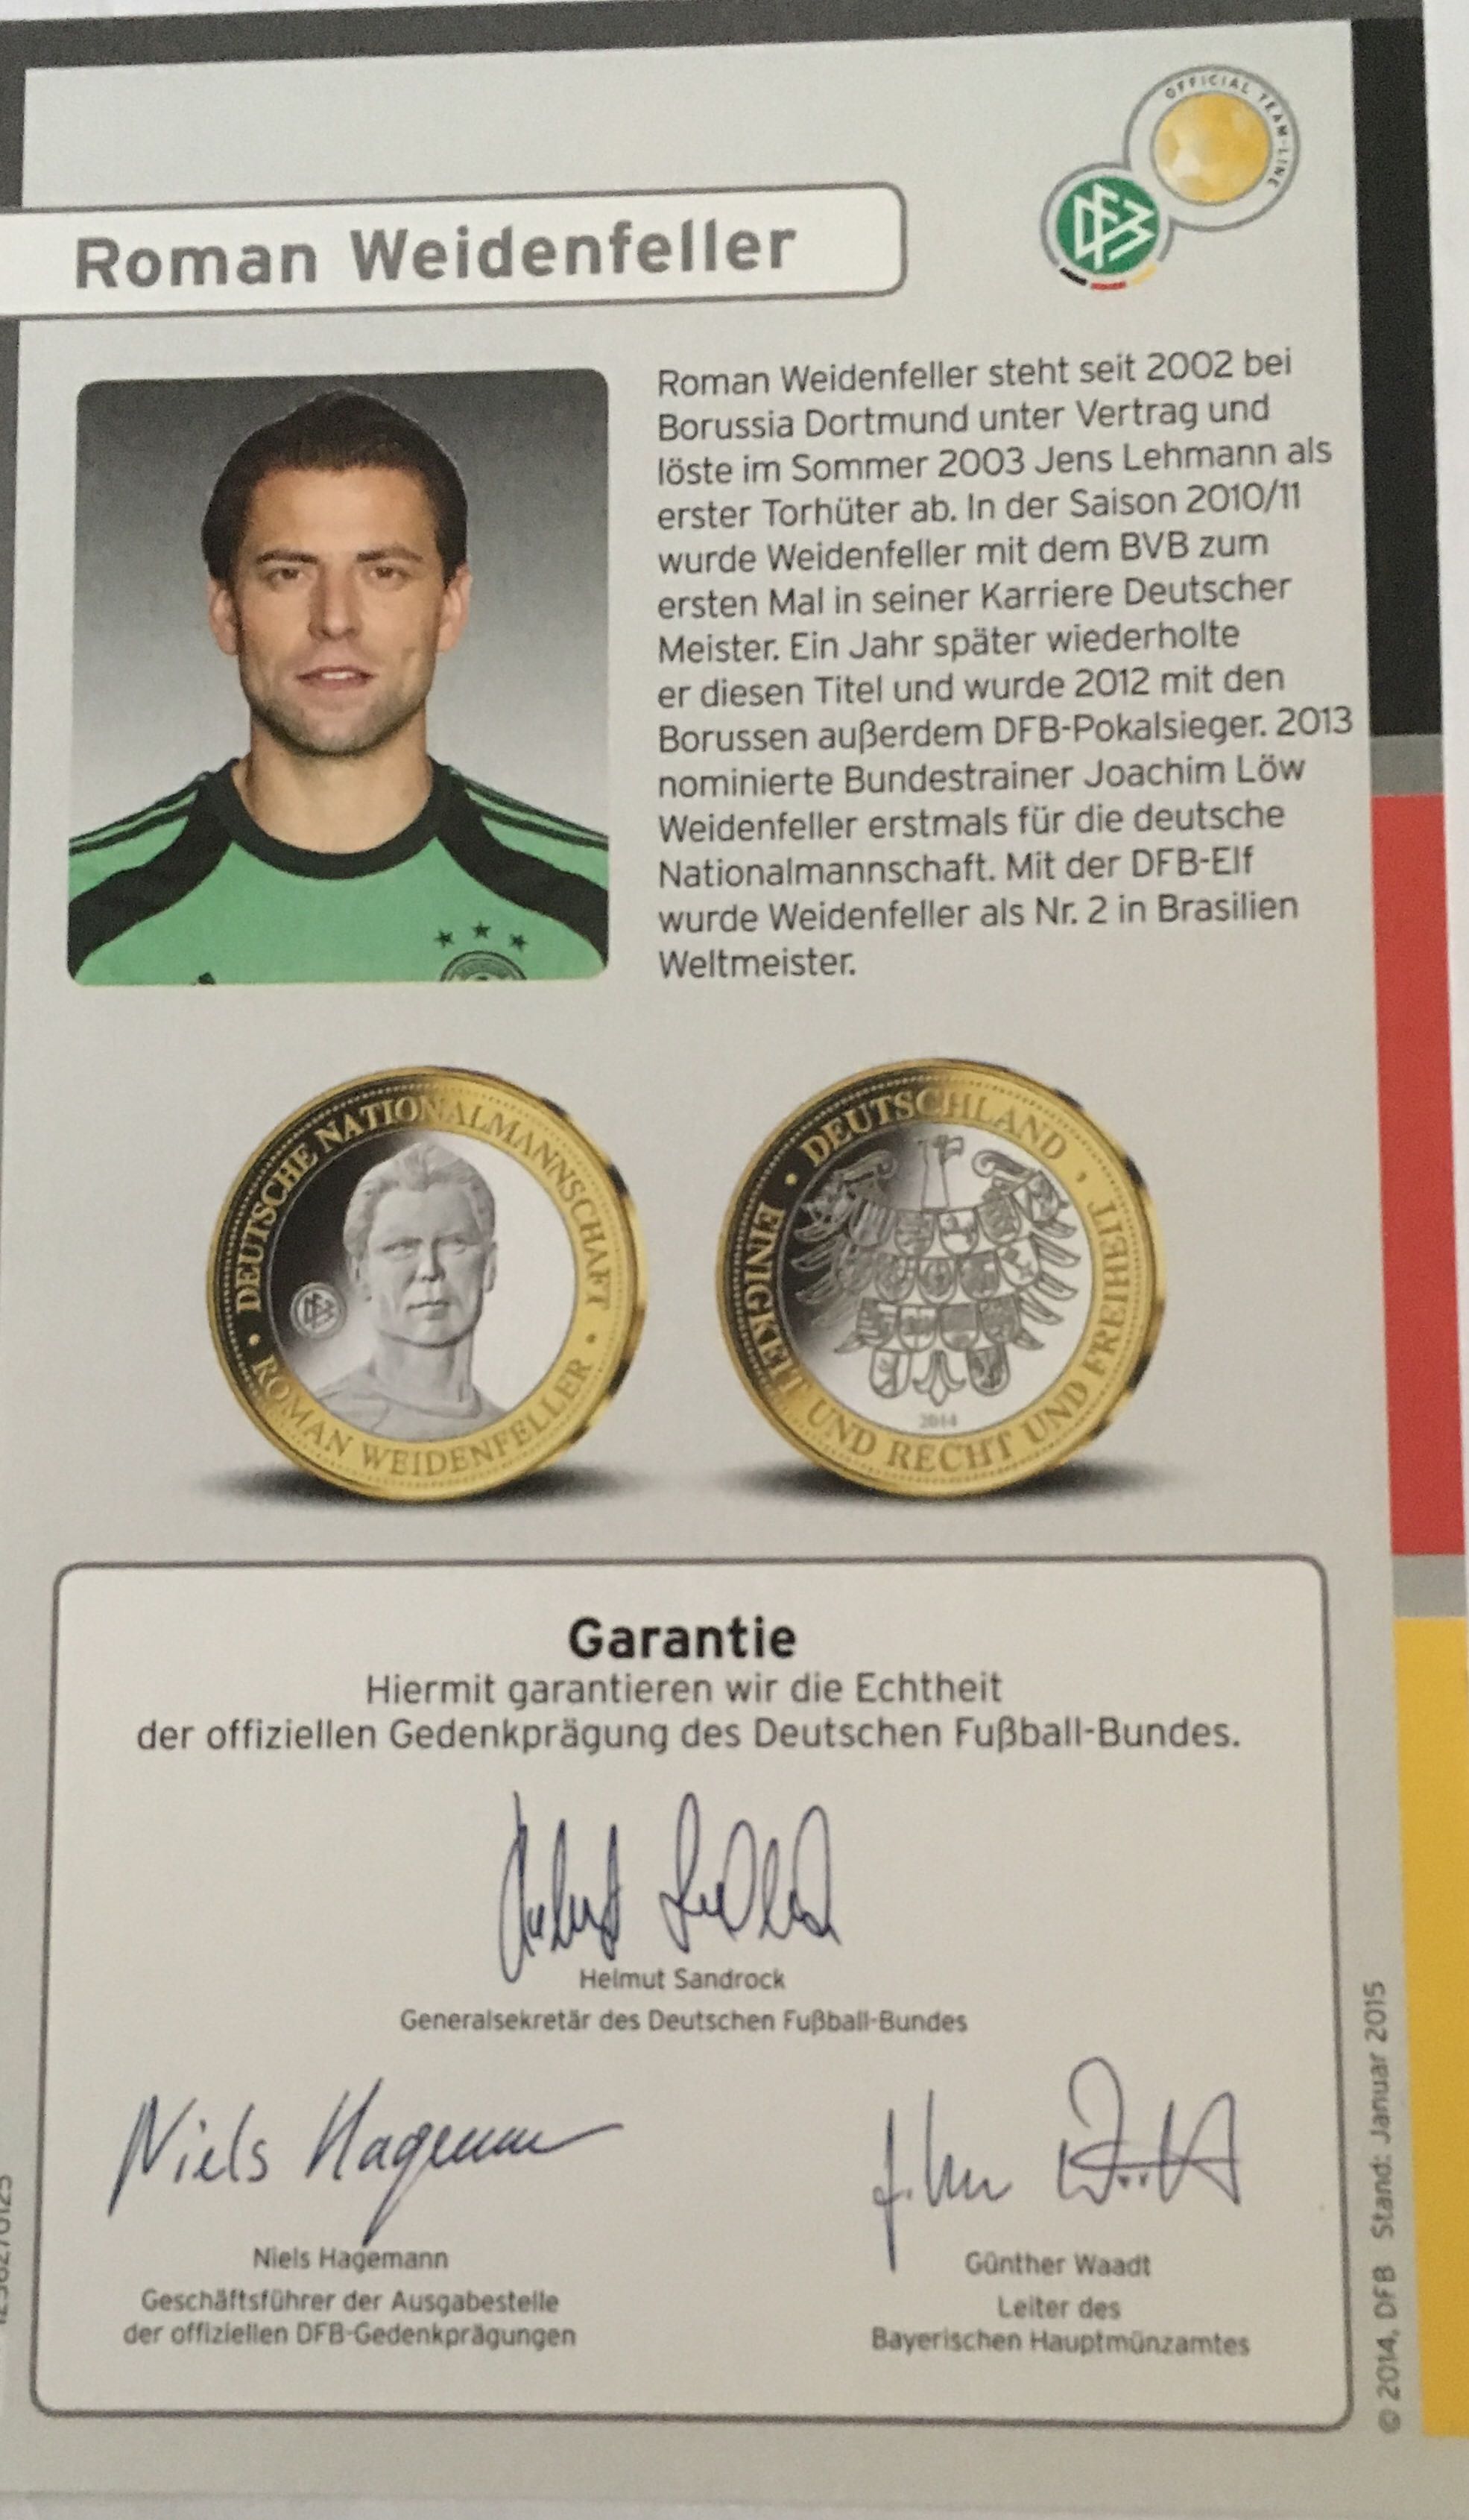 OFFICIAL TEAM-LINE
DFB
Roman Weidenfeller
Roman Weidenfeller steht seit 2002 bei
Borussia Dortmund unter Vertrag und
löste im Sommer 2003 Jens Lehmann als
erster Torhüter ab. In der Saison 2010/11
wurde Weidenfeller mit dem BVB zum
ersten Mal in seiner Karriere Deutscher
Meister. Ein Jahr später wiederholte
er diesen Titel und wurde 2012 mit den
Borussen außerdem DFB-Pokalsieger. 2013
nominierte Bundestrainer Joachim Löw
Weidenfeller erstmals für die deutsche
Nationalmannschaft. Mit der DFB-Elf
wurde Weidenfeller als Nr. 2 in Brasilien
Weltmeister.
• DEUTSCHE NATIONALMANNSCHAFT •
ROMAN WEIDENFELLER
DFB
• DEUTSCHLAND •
EINIGKEIT UND RECHT UND FREIHEIT
2014
Garantie
Hiermit garantieren wir die Echtheit
der offiziellen Gedenkprägung des Deutschen Fußball-Bundes.
Helmut Sandrock
Generalsekretär des Deutschen Fußball-Bundes
Niels Hagemann
Niels Hagemann
Geschäftsführer der Ausgabestelle
der offiziellen DFB-Gedenkprägungen
Günther Waadt
Leiter des
Bayerischen Hauptmünzamtes
© 2014, DFB Stand: Januar 2015